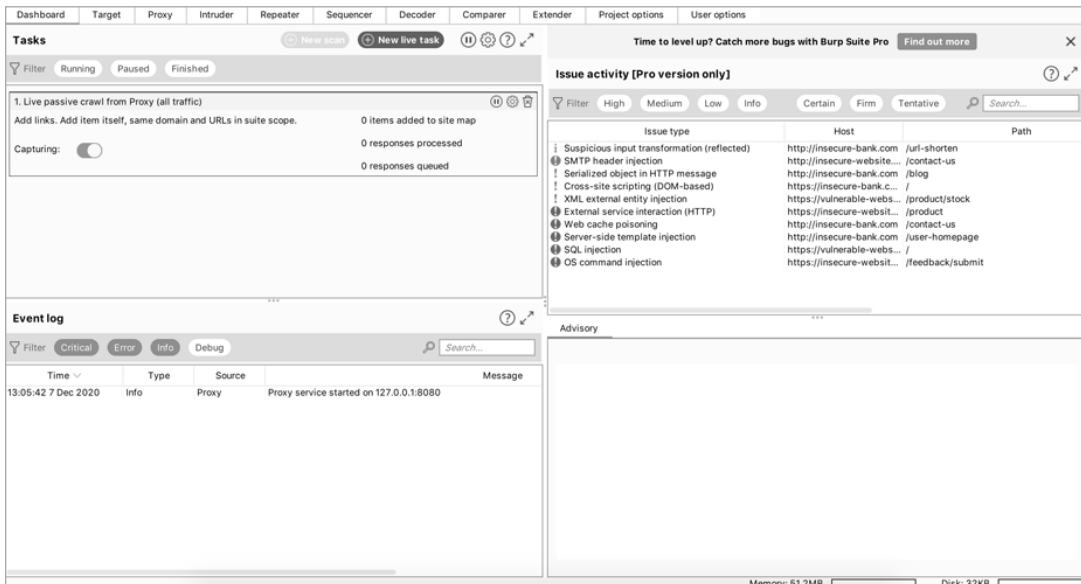 Dashboard Target Proxy Intruder Repeater Sequencer Decoder Comparer Extender Project options User options
Tasks
New scan
New live task
Filter Running Paused Finished
1. Live passive crawl from Proxy (all traffic)
Add links. Add item itself, same domain and URLs in suite scope.
0 items added to site map
Capturing:
0 responses processed
0 responses queued
Event log
Filter Critical Error Info Debug
Search...
Time Type Source Message
13:05:42 7 Dec 2020 Info Proxy Proxy service started on 127.0.0.1:8080
Time to level up? Catch more bugs with Burp Suite Pro Find out more
Issue activity [Pro version only]
Filter High Medium Low Info Certain Firm Tentative Search...
Issue type Host Path
Suspicious input transformation (reflected) http://insecure-bank.com /url-shorten
SMTP header injection http://insecure-website.... /contact-us
Serialized object in HTTP message http://insecure-bank.com /blog
Cross-site scripting (DOM-based) https://insecure-bank.c... /
XML external entity injection https://vulnerable-webs... /product/stock
External service interaction (HTTP) https://insecure-websit... /product
Web cache poisoning http://insecure-bank.com /contact-us
Server-side template injection http://insecure-bank.com /user-homepage
SQL injection https://vulnerable-webs... /
OS command injection https://insecure-websit... /feedback/submit
Advisory
Memory: 51.2MB Disk: 32KB